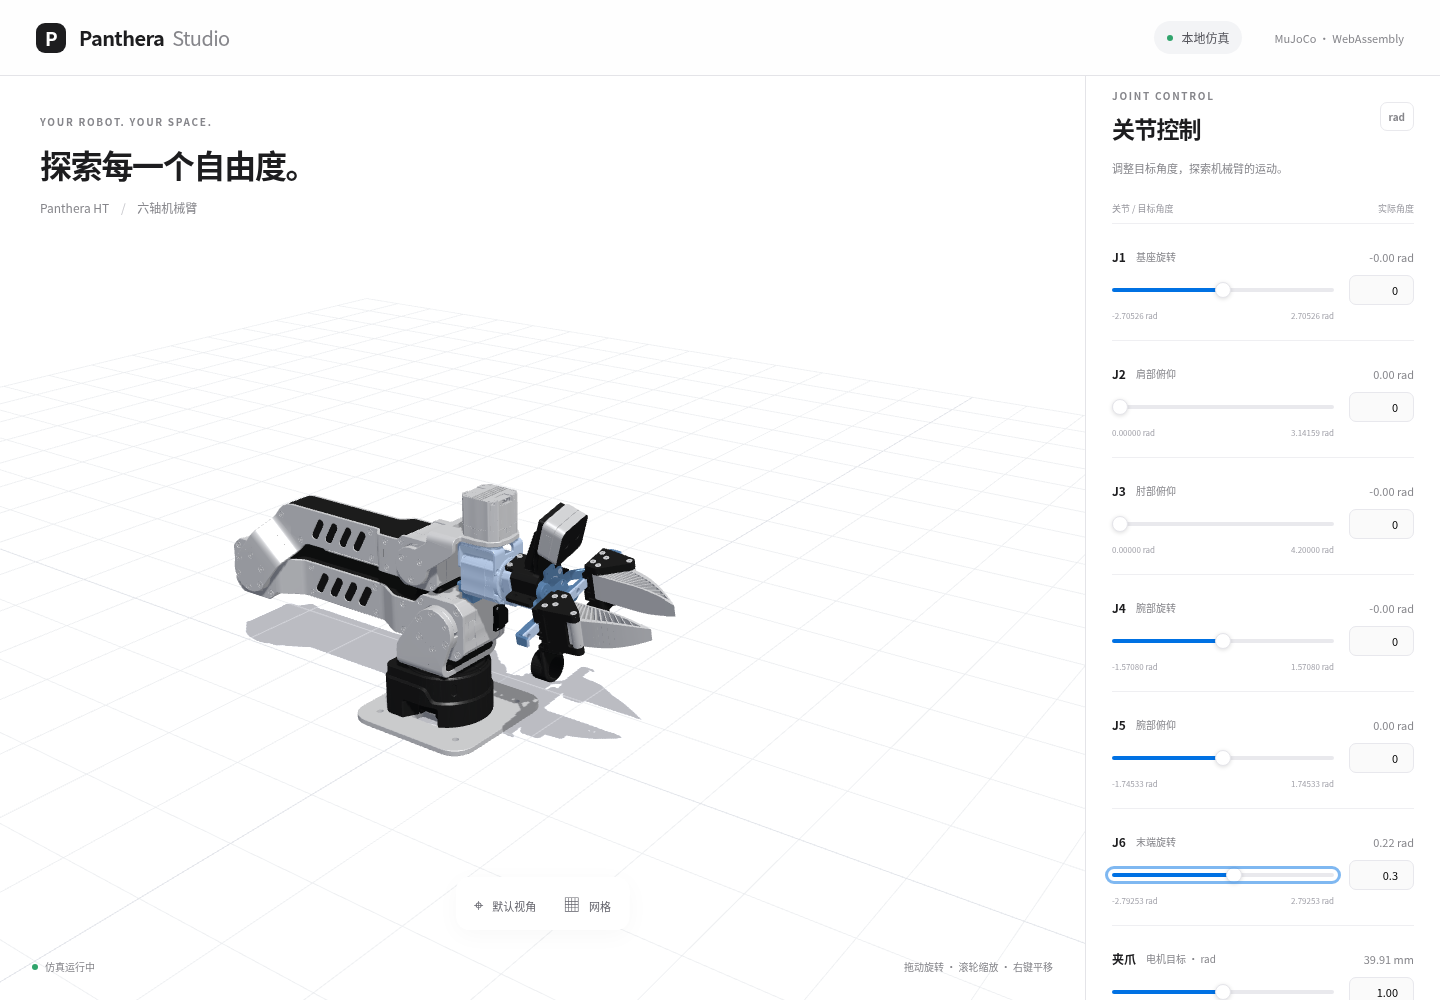 P Panthera Studio
本地仿真
MuJoCo · WebAssembly
YOUR ROBOT. YOUR SPACE.
探索每一个自由度。
Panthera HT / 六轴机械臂
JOINT CONTROL
关节控制
rad
调整目标角度，探索机械臂的运动。
关节 / 目标角度 实际角度
J1 基座旋转 -0.00 rad
0
-2.70526 rad 2.70526 rad
J2 肩部俯仰 0.00 rad
0
0.00000 rad 3.14159 rad
J3 肘部俯仰 -0.00 rad
0
0.00000 rad 4.20000 rad
J4 腕部旋转 -0.00 rad
0
-1.57080 rad 1.57080 rad
J5 腕部俯仰 0.00 rad
0
-1.74533 rad 1.74533 rad
J6 末端旋转 0.22 rad
0.3
-2.79253 rad 2.79253 rad
夹爪 电机目标 · rad 39.91 mm
1.00
默认视角 网格
仿真运行中
拖动旋转 · 滚轮缩放 · 右键平移